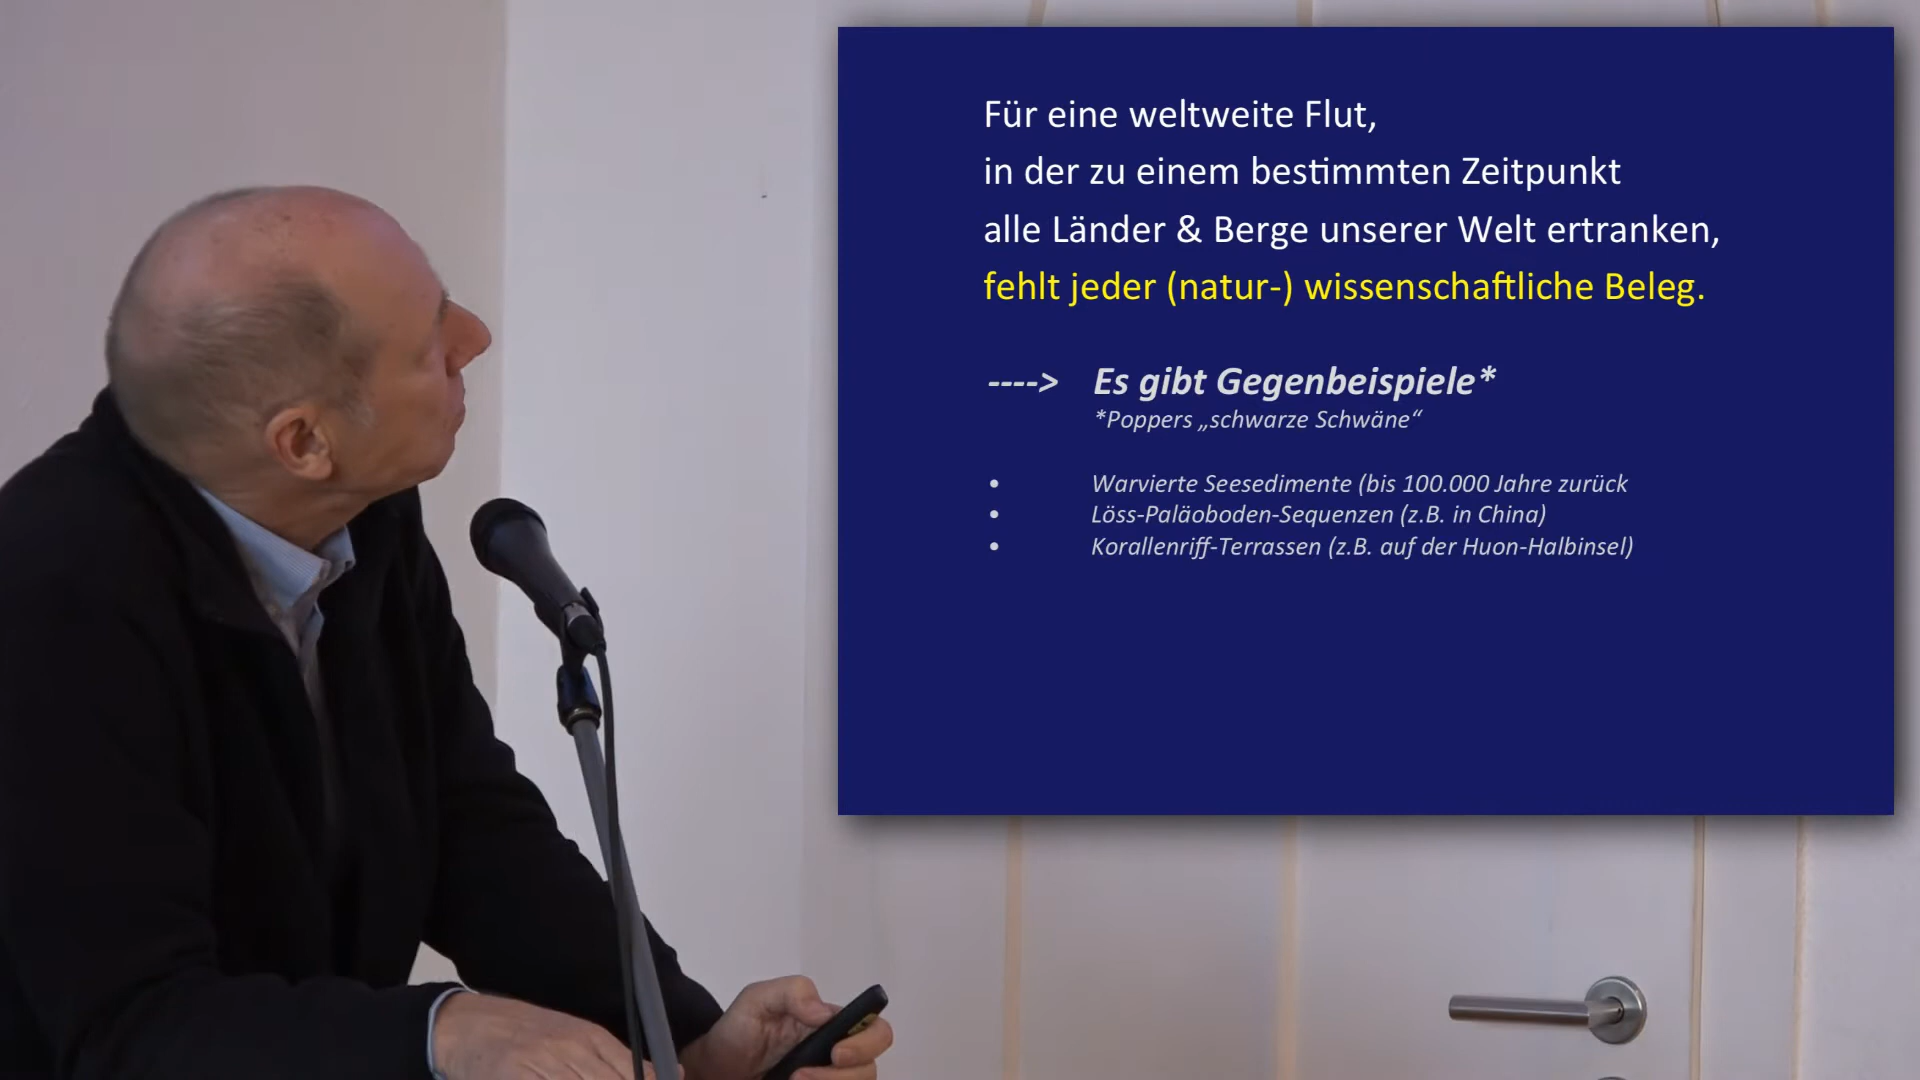 Für eine weltweite Flut,
in der zu einem bestimmten Zeitpunkt
alle Länder & Berge unserer Welt ertranken,
fehlt jeder (natur-) wissenschaftliche Beleg.
----> Es gibt Gegenbeispiele*
*Poppers „schwarze Schwäne“
• Warvierte Seesedimente (bis 100.000 Jahre zurück
• Löss-Paläoboden-Sequenzen (z.B. in China)
• Korallenriff-Terrassen (z.B. auf der Huon-Halbinsel)